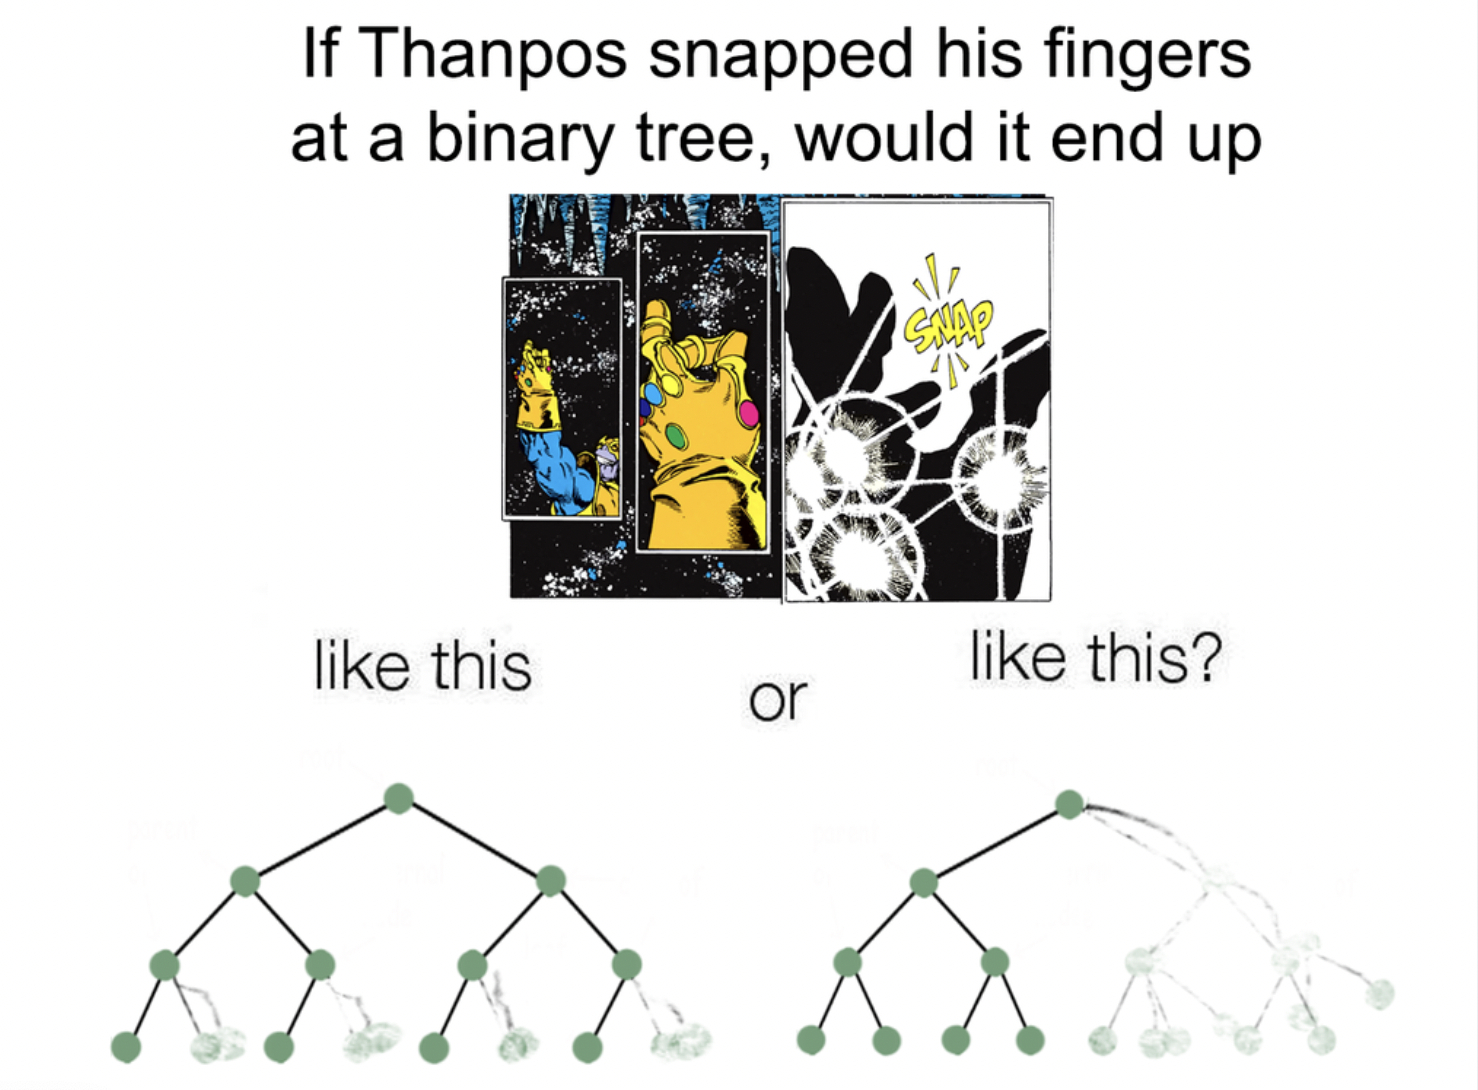 If Thanpos snapped his fingers
at a binary tree, would it end up
SNAP
like this
or
like this?